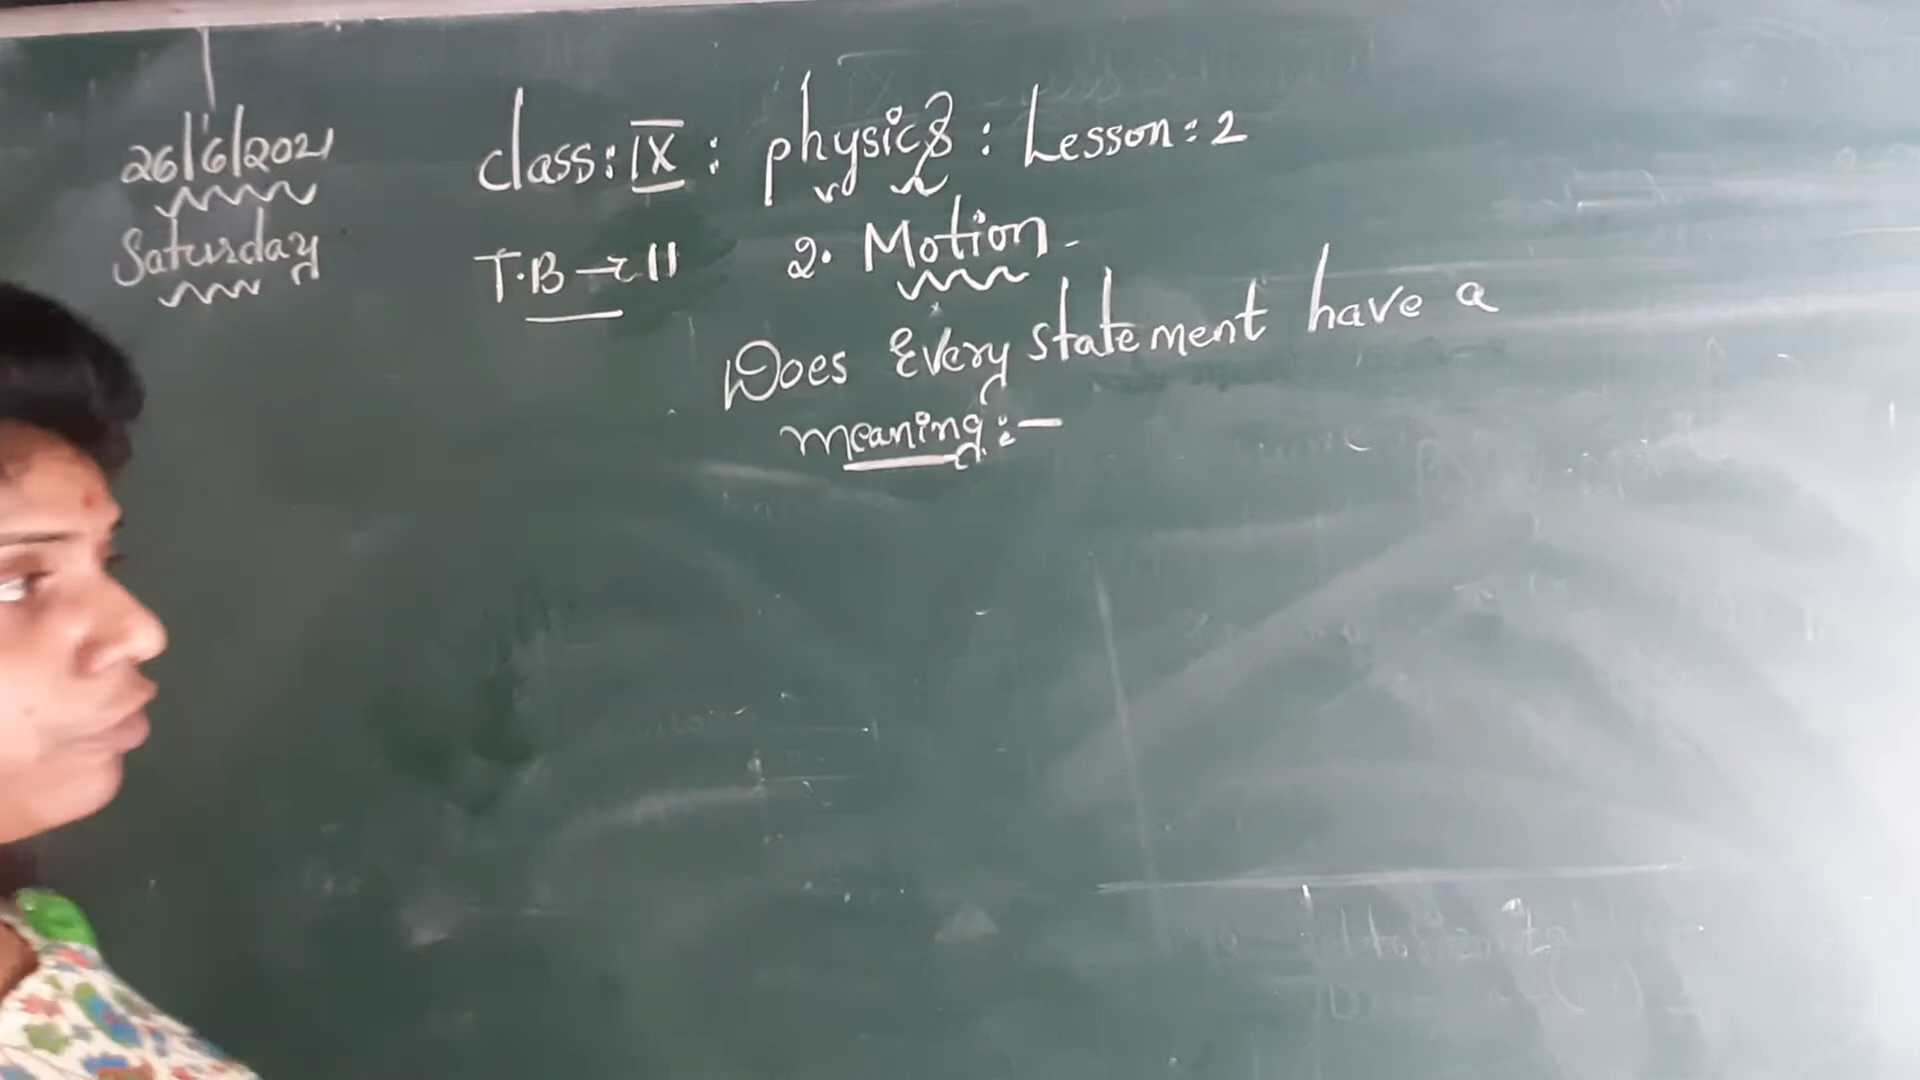 26/6/2021
Saturday
class: IX : physics : Lesson: 2
T.B → 11
2. Motion.
Does Every statement have a
meaning:-